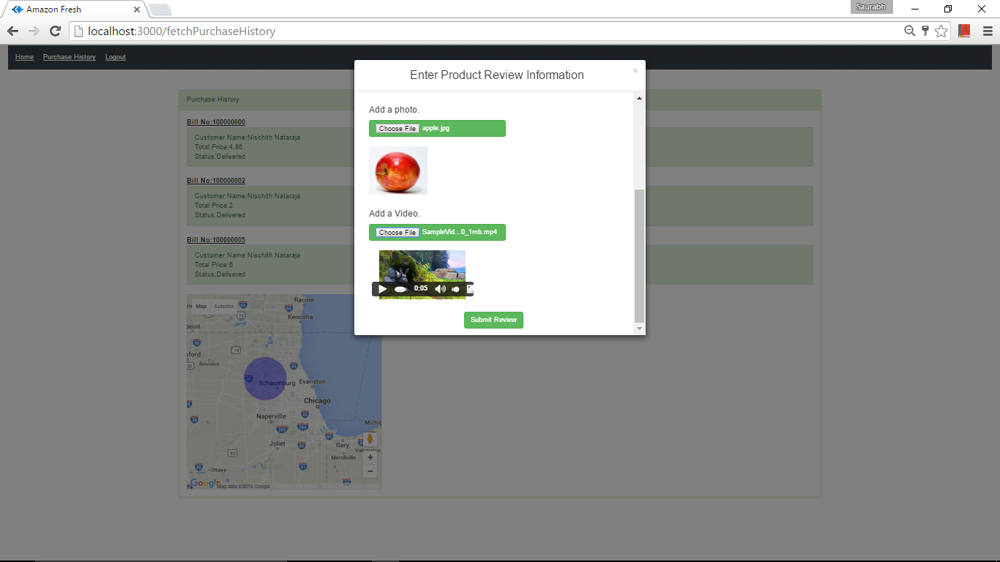 Amazon Fresh
Saurabh
localhost:3000/fetchPurchaseHistory
Home Purchase History Logout
Enter Product Review Information
×
Add a photo.
Choose File apple.jpg
Add a Video.
Choose File SampleVid...0_1mb.mp4
0:05
Submit Review
Purchase History
Bill No:100000000
Customer Name:Nischith Nataraja
Total Price:4.86
Status:Delivered
Bill No:100000002
Customer Name:Nischith Nataraja
Total Price:2
Status:Delivered
Bill No:100000005
Customer Name:Nischith Nataraja
Total Price:6
Status:Delivered
Map Satellite
Racine
Kenosha
Beloit
Belvidere
Schaumburg
Evanston
Chicago
Naperville
Joliet
Gary
Merrillville
Ottawa
Google
Map data ©2016 Google